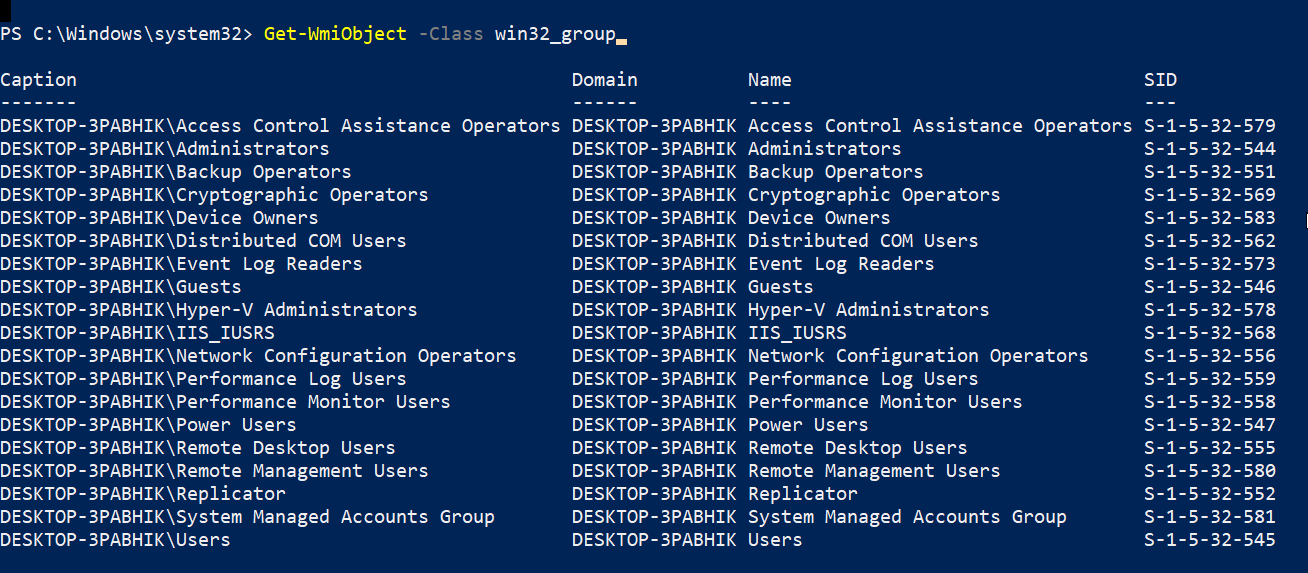 PS C:\Windows\system32> Get-WmiObject -Class win32_group_
Caption Domain Name SID
------- ------ ---- ---
DESKTOP-3PABHIK\Access Control Assistance Operators DESKTOP-3PABHIK Access Control Assistance Operators S-1-5-32-579
DESKTOP-3PABHIK\Administrators DESKTOP-3PABHIK Administrators S-1-5-32-544
DESKTOP-3PABHIK\Backup Operators DESKTOP-3PABHIK Backup Operators S-1-5-32-551
DESKTOP-3PABHIK\Cryptographic Operators DESKTOP-3PABHIK Cryptographic Operators S-1-5-32-569
DESKTOP-3PABHIK\Device Owners DESKTOP-3PABHIK Device Owners S-1-5-32-583
DESKTOP-3PABHIK\Distributed COM Users DESKTOP-3PABHIK Distributed COM Users S-1-5-32-562
DESKTOP-3PABHIK\Event Log Readers DESKTOP-3PABHIK Event Log Readers S-1-5-32-573
DESKTOP-3PABHIK\Guests DESKTOP-3PABHIK Guests S-1-5-32-546
DESKTOP-3PABHIK\Hyper-V Administrators DESKTOP-3PABHIK Hyper-V Administrators S-1-5-32-578
DESKTOP-3PABHIK\IIS_IUSRS DESKTOP-3PABHIK IIS_IUSRS S-1-5-32-568
DESKTOP-3PABHIK\Network Configuration Operators DESKTOP-3PABHIK Network Configuration Operators S-1-5-32-556
DESKTOP-3PABHIK\Performance Log Users DESKTOP-3PABHIK Performance Log Users S-1-5-32-559
DESKTOP-3PABHIK\Performance Monitor Users DESKTOP-3PABHIK Performance Monitor Users S-1-5-32-558
DESKTOP-3PABHIK\Power Users DESKTOP-3PABHIK Power Users S-1-5-32-547
DESKTOP-3PABHIK\Remote Desktop Users DESKTOP-3PABHIK Remote Desktop Users S-1-5-32-555
DESKTOP-3PABHIK\Remote Management Users DESKTOP-3PABHIK Remote Management Users S-1-5-32-580
DESKTOP-3PABHIK\Replicator DESKTOP-3PABHIK Replicator S-1-5-32-552
DESKTOP-3PABHIK\System Managed Accounts Group DESKTOP-3PABHIK System Managed Accounts Group S-1-5-32-581
DESKTOP-3PABHIK\Users DESKTOP-3PABHIK Users S-1-5-32-545